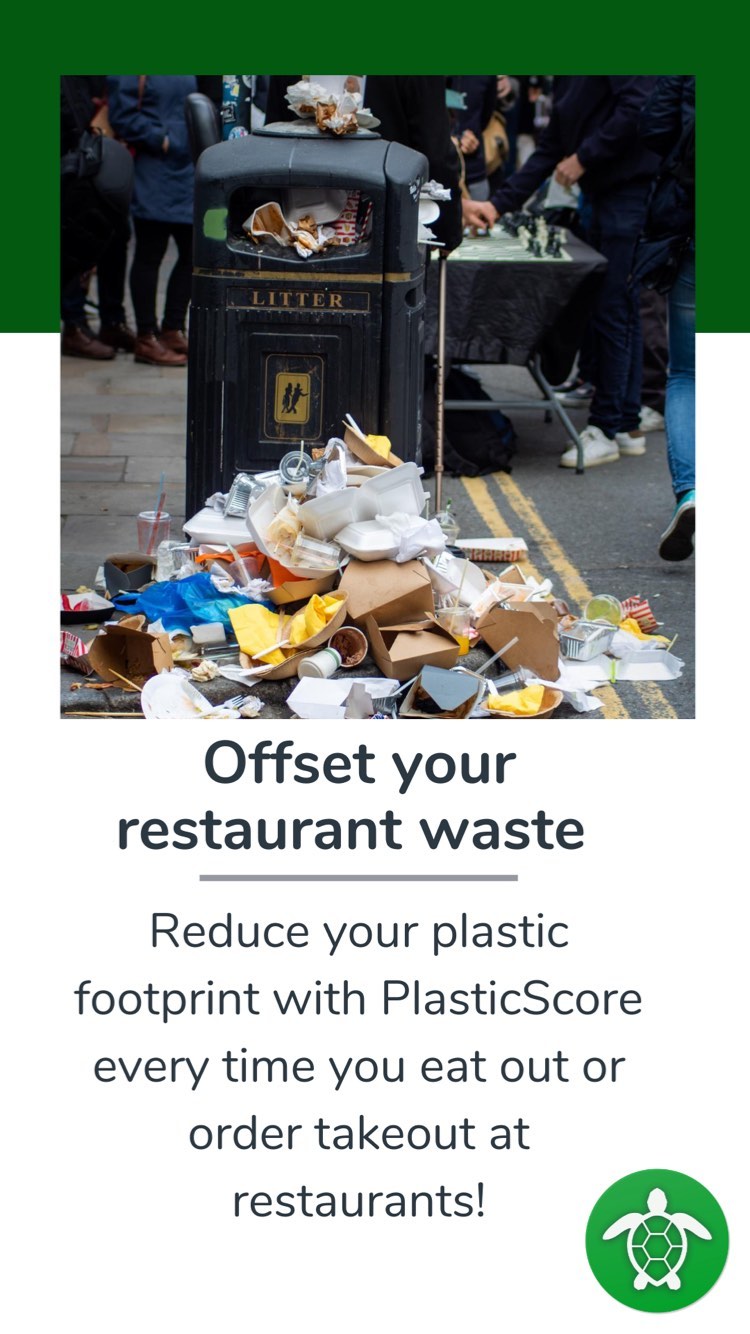 LITTER
Offset your
restaurant waste
Reduce your plastic
footprint with PlasticScore
every time you eat out or
order takeout at
restaurants!